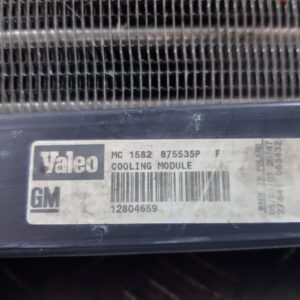 Valeo
MC 1582 875535P F
COOLING MODULE
GM
12804659